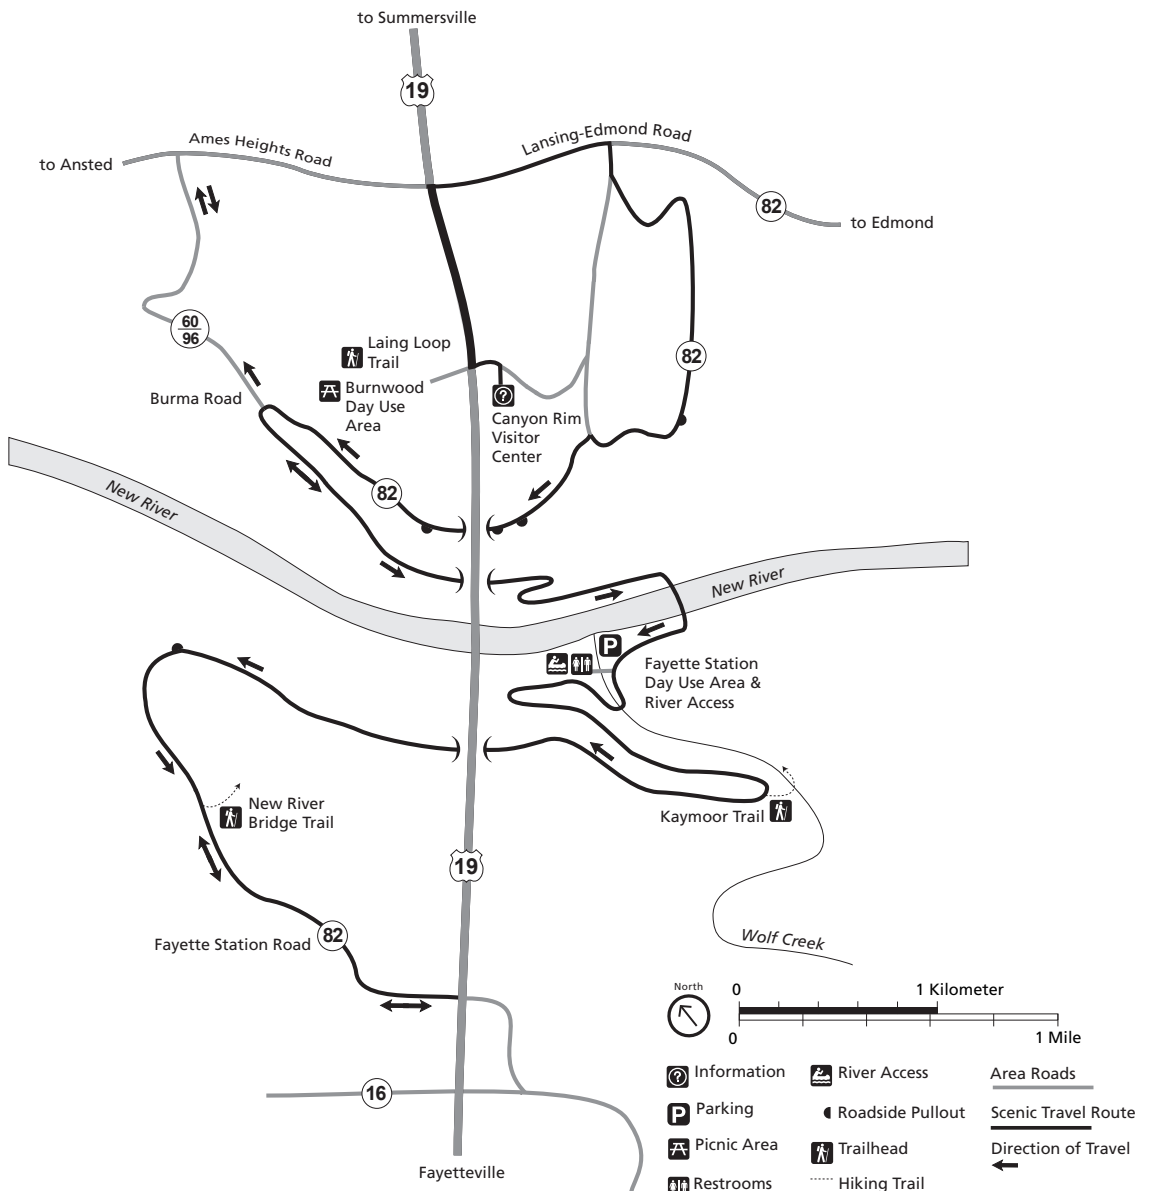 to Summersville
19
Ames Heights Road
Lansing-Edmond Road
to Ansted
82
to Edmond
60
96
Laing Loop
Trail
82
Burma Road
Burnwood
Day Use
Area
Canyon Rim
Visitor
Center
82
New River
New River
P
Fayette Station
Day Use Area &
River Access
New River
Bridge Trail
Kaymoor Trail
19
Fayette Station Road
82
Wolf Creek
North
0
1 Kilometer
0
1 Mile
16
Fayetteville
? Information
River Access
Area Roads
P Parking
Roadside Pullout
Scenic Travel Route
Picnic Area
Trailhead
Direction of Travel
Restrooms
Hiking Trail